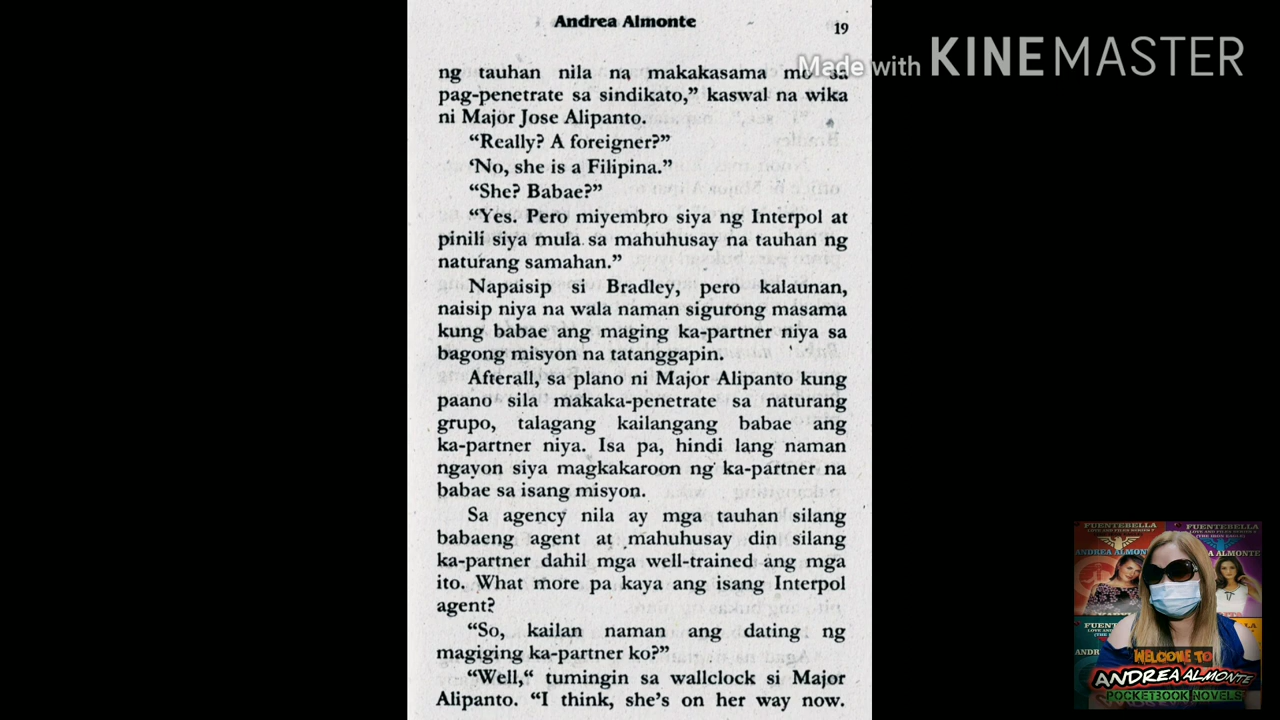 Andrea Almonte
19
Made with KINEMASTER
ng tauhan nila na makakasama mo sa
pag-penetrate sa sindikato,” kaswal na wika
ni Major Jose Alipanto.
“Really? A foreigner?”
‘No, she is a Filipina.”
“She? Babae?”
“Yes. Pero miyembro siya ng Interpol at
pinili siya mula sa mahuhusay na tauhan ng
naturang samahan.”
Napaisip si Bradley, pero kalaunan,
naisip niya na wala naman sigurong masama
kung babae ang maging ka-partner niya sa
bagong misyon na tatanggapin.
Afterall, sa plano ni Major Alipanto kung
paano sila makaka-penetrate sa naturang
grupo, talagang kailangang babae ang
ka-partner niya. Isa pa, hindi lang naman
ngayon siya magkakaroon ng ka-partner na
babae sa isang misyon.
Sa agency nila ay mga tauhan silang
babaeng agent at mahuhusay din silang
ka-partner dahil mga well-trained ang mga
ito. What more pa kaya ang isang Interpol
agent?
“So, kailan naman ang dating ng
magiging ka-partner ko?”
“Well,“ tumingin sa wallclock si Major
Alipanto. “I think, she’s on her way now.
FUENTEBELLA
FUENTEBELLA
ANDREA ALMONTE
ALMONTE
WELCOME TO
ANDREA ALMONTE
POCKETBOOK NOVELS